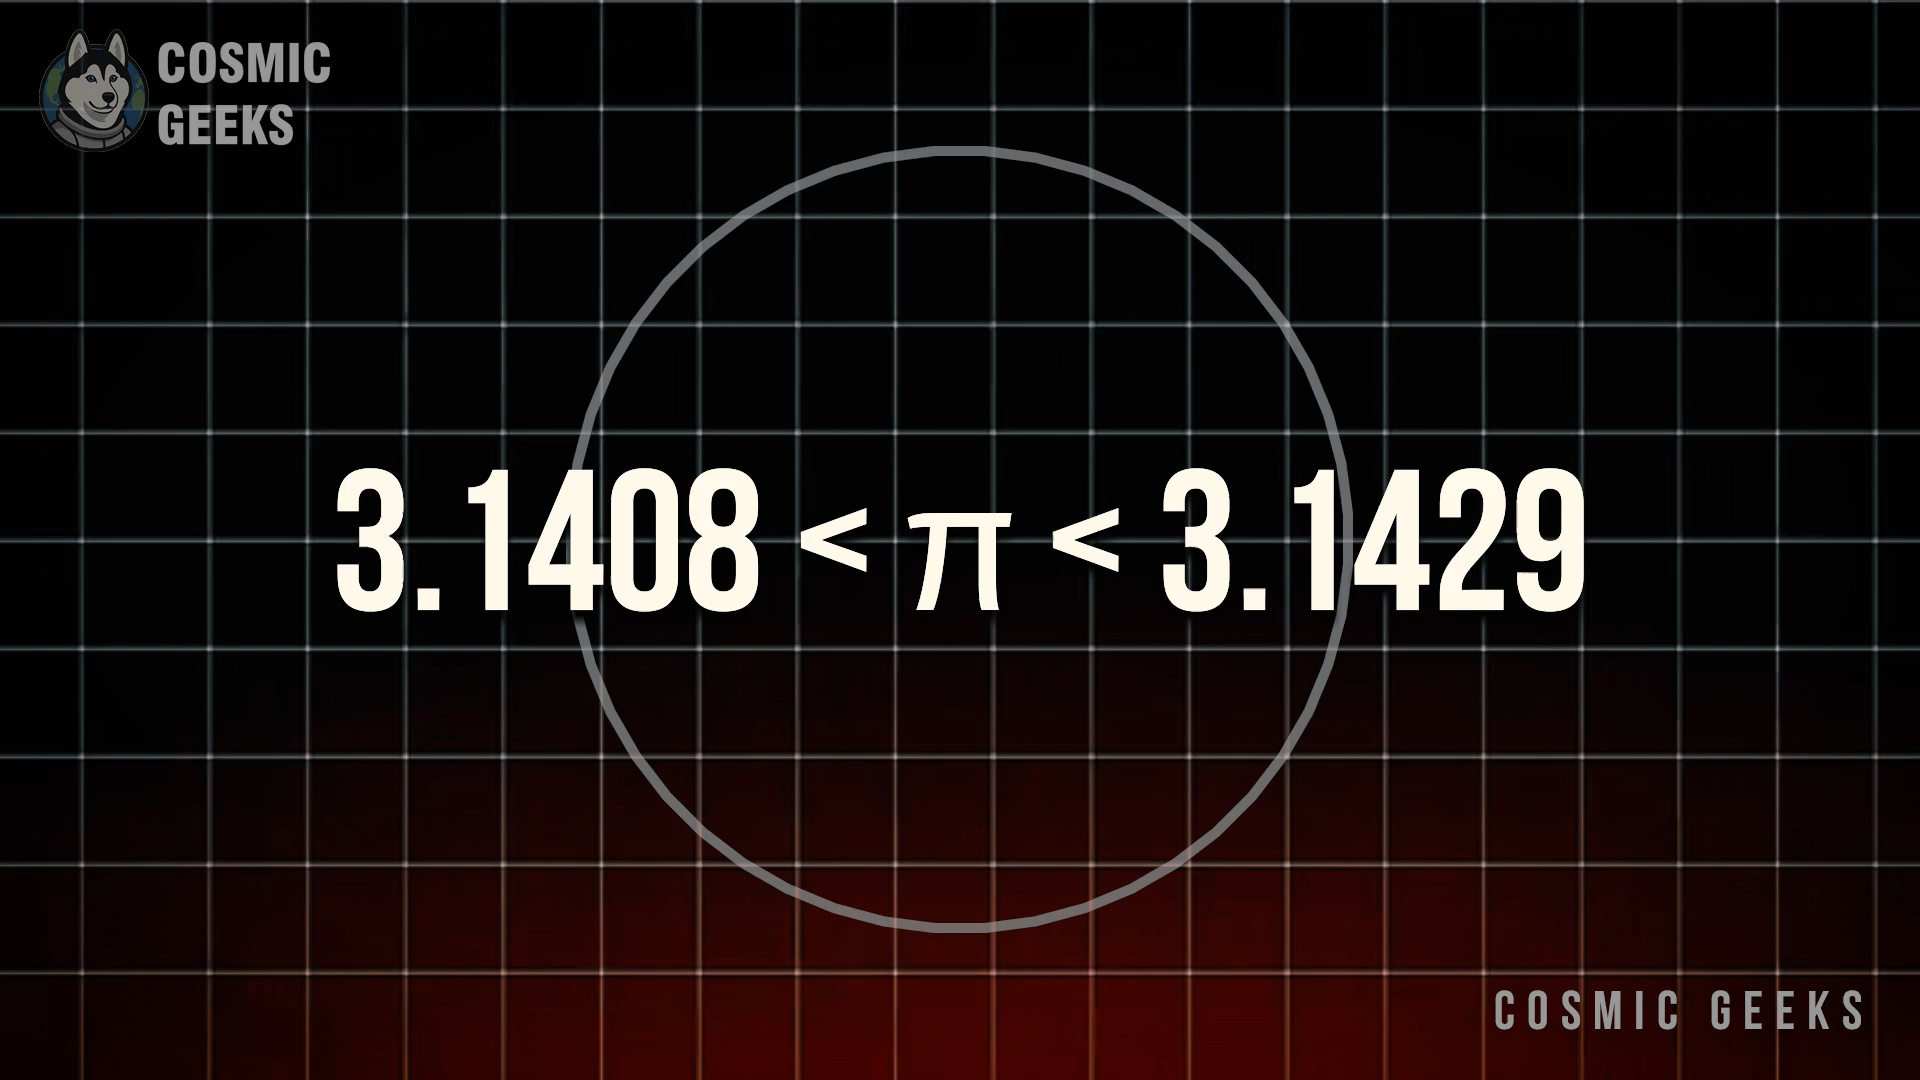 COSMIC
GEEKS
3.1408 < π < 3.1429
COSMIC GEEKS